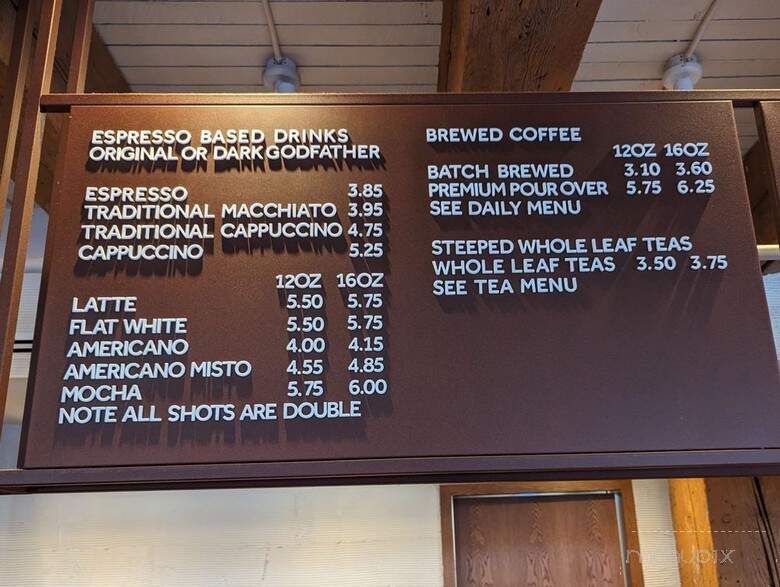 ESPRESSO BASED DRINKS
ORIGINAL OR DARK GODFATHER
ESPRESSO 3.85
TRADITIONAL MACCHIATO 3.95
TRADITIONAL CAPPUCCINO 4.75
CAPPUCCINO 5.25
12OZ 16OZ
LATTE 5.50 5.75
FLAT WHITE 5.50 5.75
AMERICANO 4.00 4.15
AMERICANO MISTO 4.55 4.85
MOCHA 5.75 6.00
NOTE ALL SHOTS ARE DOUBLE
BREWED COFFEE
12OZ 16OZ
BATCH BREWED 3.10 3.60
PREMIUM POUR OVER 5.75 6.25
SEE DAILY MENU
STEEPED WHOLE LEAF TEAS
WHOLE LEAF TEAS 3.50 3.75
SEE TEA MENU